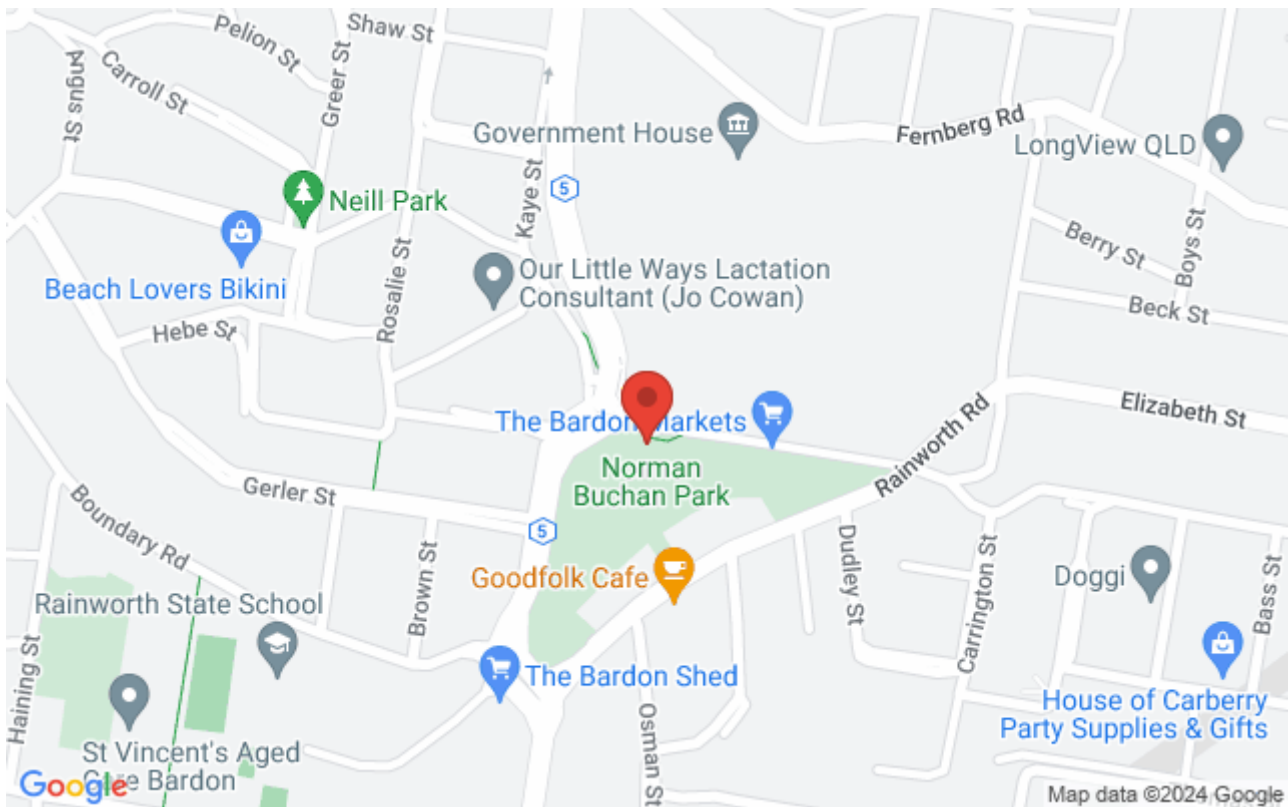 Shaw St
Pelion St
Greer St
Carroll St
Angus St
Government House
Fernberg Rd
LongView QLD
Kaye St
5
Neill Park
Boys St
Berry St
Beach Lovers Bikini
Our Little Ways Lactation
Consultant (Jo Cowan)
Rosalie St
Hebe St
Beck St
Elizabeth St
The Bardon Markets
Rainworth Rd
Norman
Buchan Park
Gerler St
Boundary Rd
5
Goodfolk Cafe
Dudley St
Doggi
Carrington St
Bass St
Brown St
Rainworth State School
Haining St
The Bardon Shed
House of Carberry
Party Supplies & Gifts
Osman St
St Vincent's Aged
Care Bardon
Google
Map data ©2024 Google